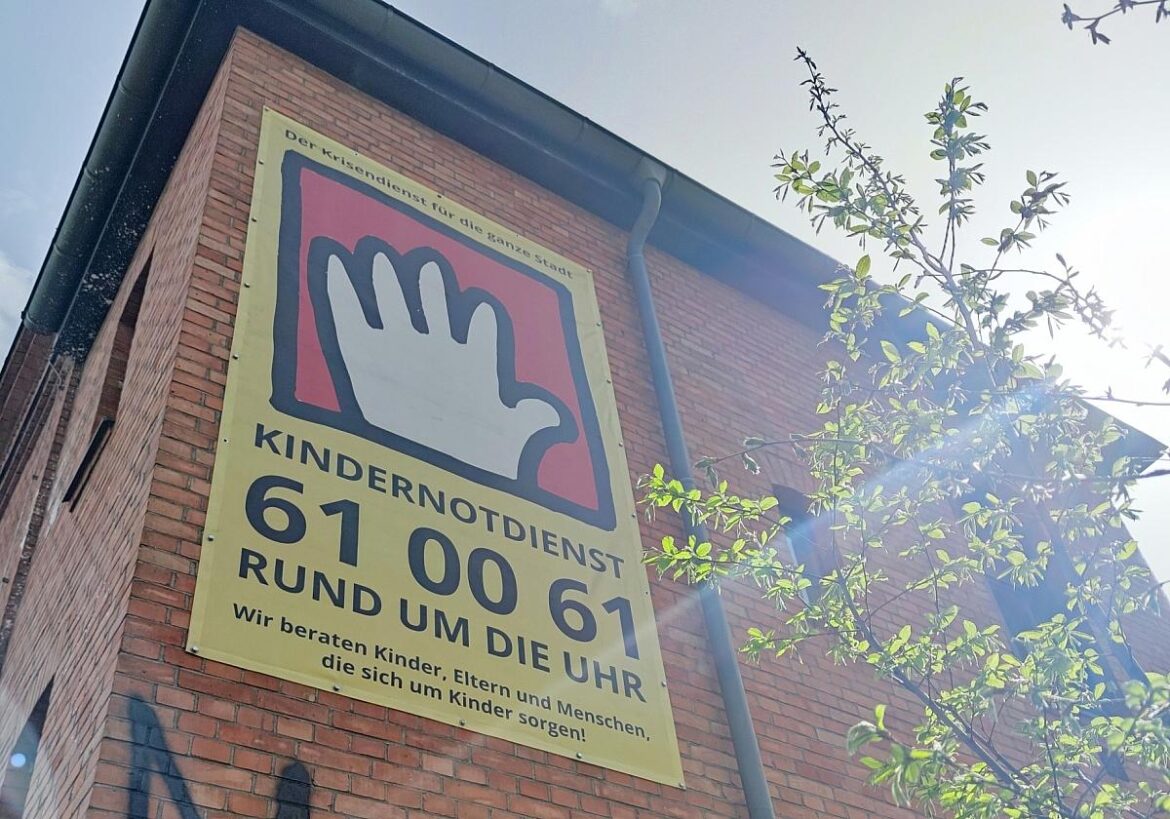 Der Krisendienst für die ganze Stadt
KINDERNOTDIENST
61 00 61
RUND UM DIE UHR
Wir beraten Kinder, Eltern und Menschen,
die sich um Kinder sorgen!